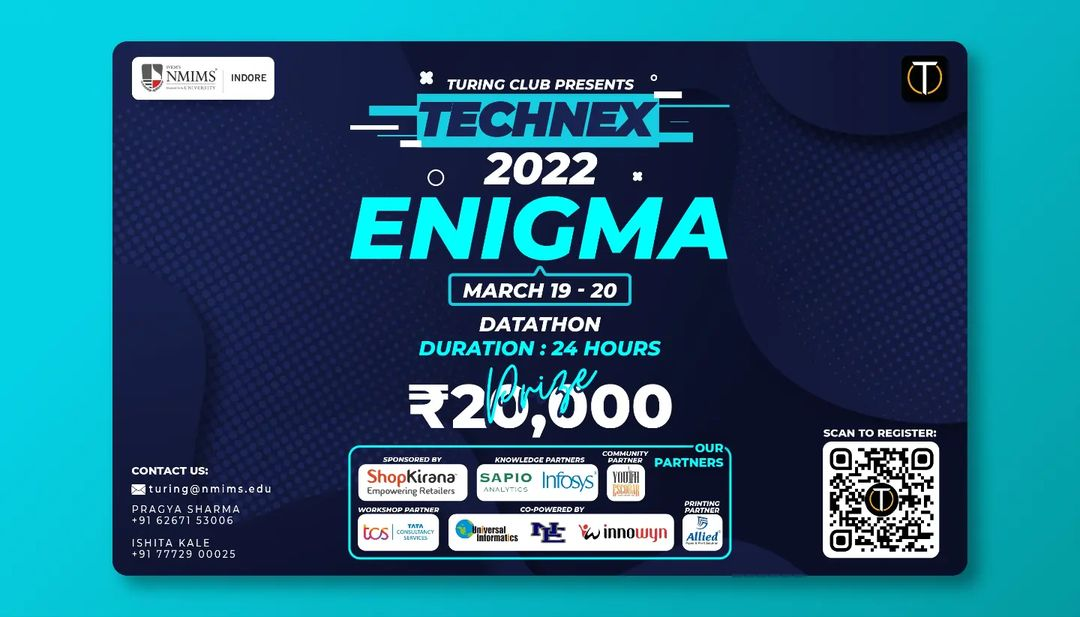 SVKM'S
NMIMS
UNIVERSITY
INDORE
TURING CLUB PRESENTS
TECHNEX
2022
ENIGMA
MARCH 19 - 20
DATATHON
DURATION : 24 HOURS
Prize
₹20,000
CONTACT US:
turing@nmims.edu
PRAGYA SHARMA
+91 62671 53006
ISHITA KALE
+91 77729 00025
OUR
PARTNERS
SPONSORED BY
ShopKirana
Empowering Retailers
KNOWLEDGE PARTNERS
SAPIO
ANALYTICS
Infosys
COMMUNITY
PARTNER
YOUTH
WORKSHOP PARTNER
tcs
TATA
CONSULTANCY
SERVICES
CO-POWERED BY
Universal
Informatics
innowyn
PRINTING
PARTNER
Allied
SCAN TO REGISTER: